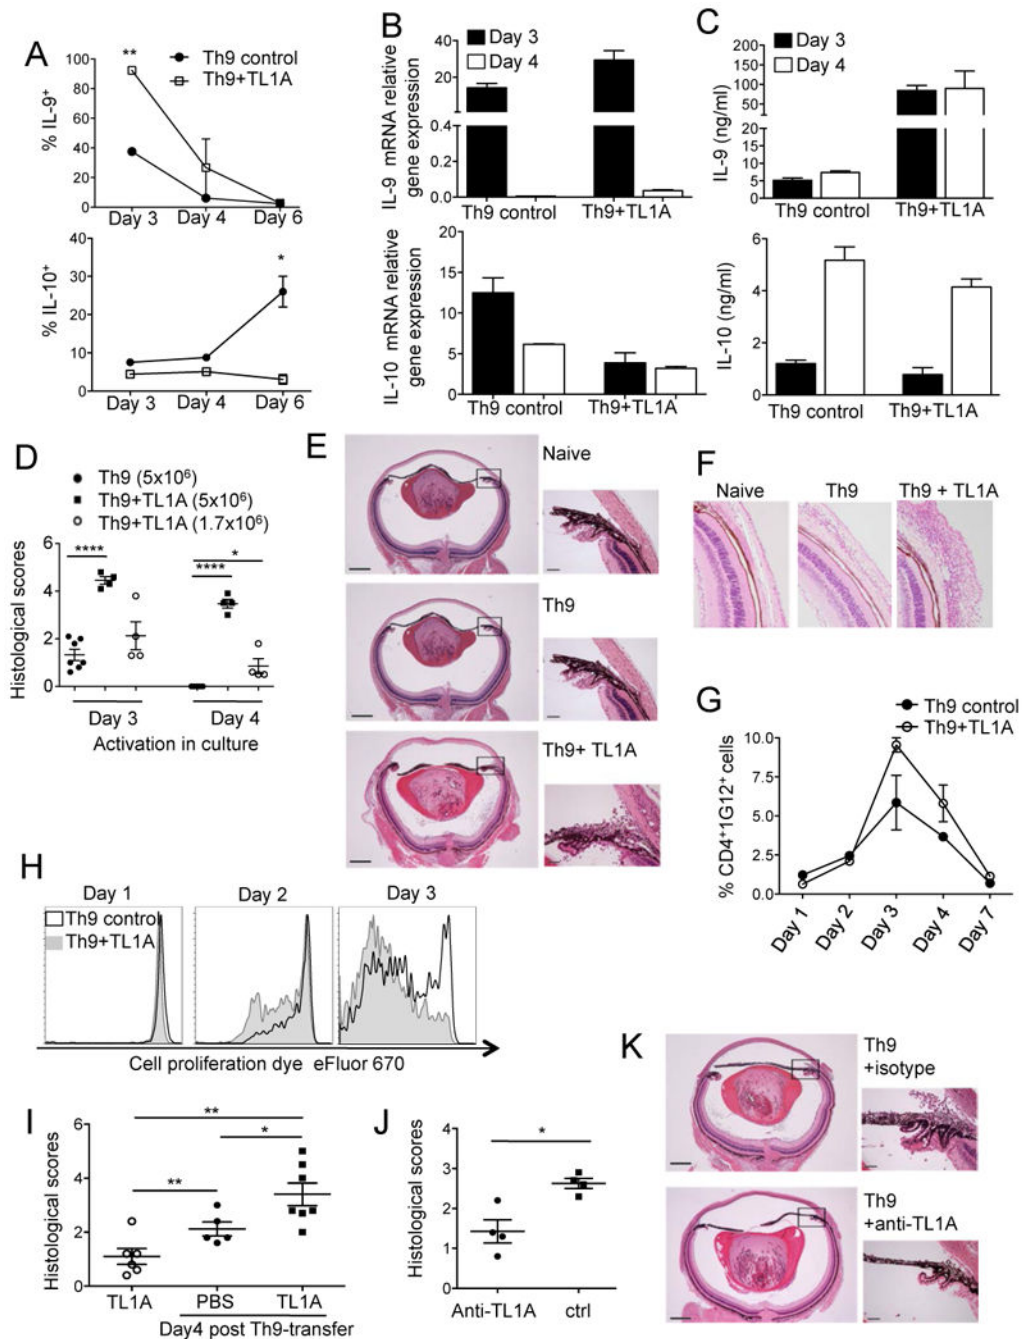 A
**
Th9 control
Th9+TL1A
% IL-9⁺
100
80
60
40
20
0
Day 3
Day 4
Day 6
% IL-10⁺
40
30
20
10
0
*
Day 3
Day 4
Day 6
B
Day 3
Day 4
IL-9 mRNA relative
gene expression
40
20
0.4
0.2
0.0
Th9 control
Th9+TL1A
IL-10 mRNA relative
gene expression
20
15
10
5
0
Th9 control
Th9+TL1A
C
Day 3
Day 4
IL-9 (ng/ml)
200
150
100
50
20
15
10
5
0
Th9 control
Th9+TL1A
IL-10 (ng/ml)
6
4
2
0
Th9 control
Th9+TL1A
D
Th9 (5x10⁶)
Th9+TL1A (5x10⁶)
Th9+TL1A (1.7x10⁶)
Histological scores
6
4
2
0
****
*
****
Day 3
Day 4
Activation in culture
E
Naive
Th9
Th9+ TL1A
F
Naive
Th9
Th9 + TL1A
G
Th9 control
Th9+TL1A
% CD4⁺1G12⁺ cells
10.0
7.5
5.0
2.5
0.0
Day 1
Day 2
Day 3
Day 4
Day 7
H
Day 1
Day 2
Day 3
Th9 control
Th9+TL1A
Cell proliferation dye eFluor 670
I
Histological scores
6
4
2
0
**
*
**
TL1A
PBS
TL1A
Day4 post Th9-transfer
J
Histological scores
4
3
2
1
0
*
Anti-TL1A
ctrl
K
Th9
+isotype
Th9
+anti-TL1A